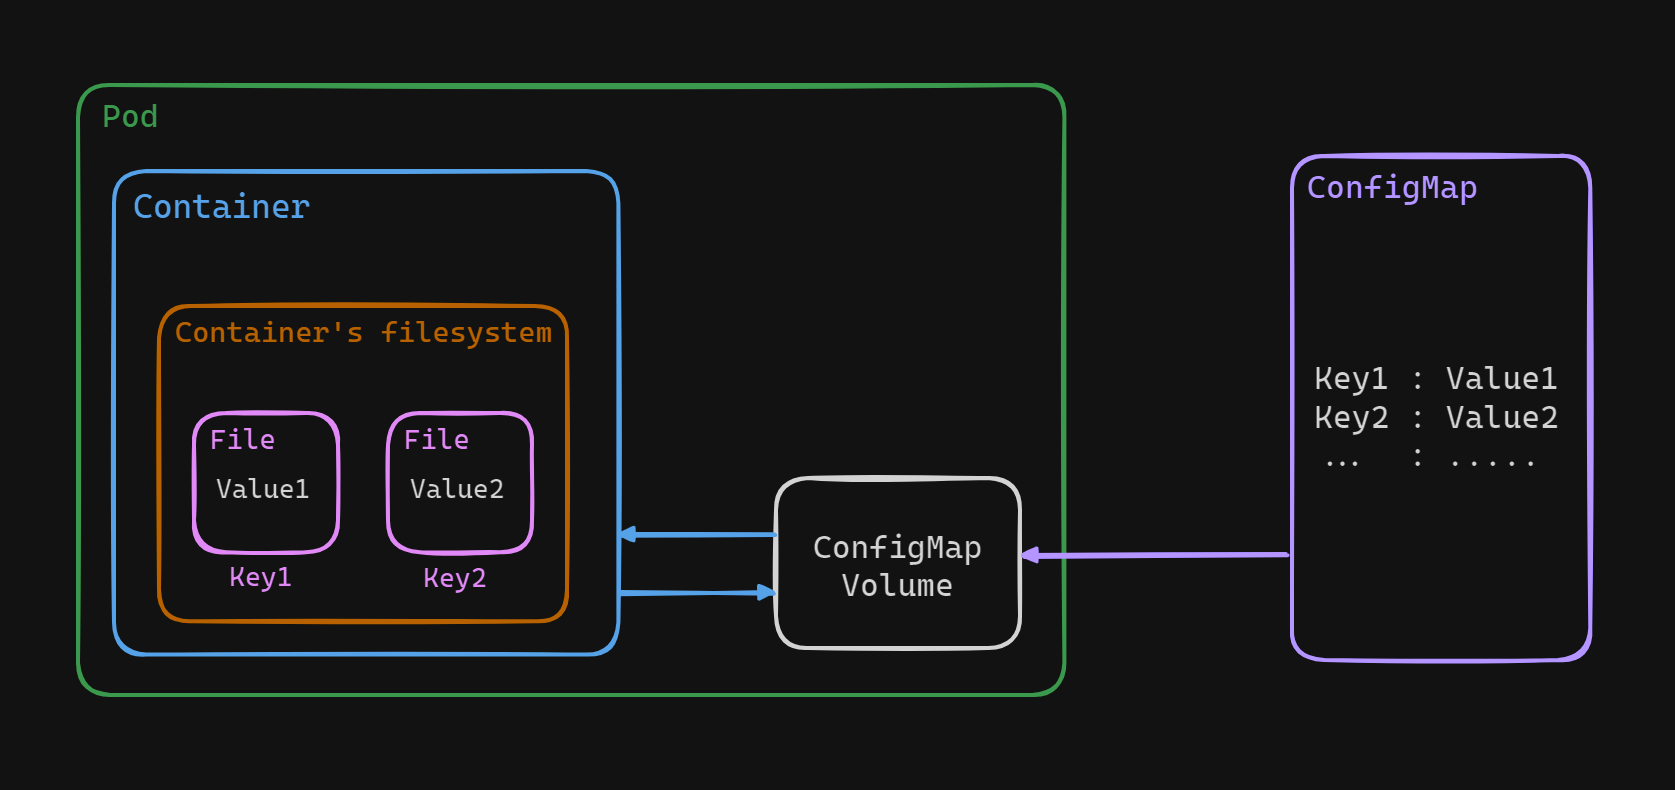 Pod
Container
Container's filesystem
File
Value1
Key1
File
Value2
Key2
ConfigMap
Volume
ConfigMap
Key1 : Value1
Key2 : Value2
... : .....